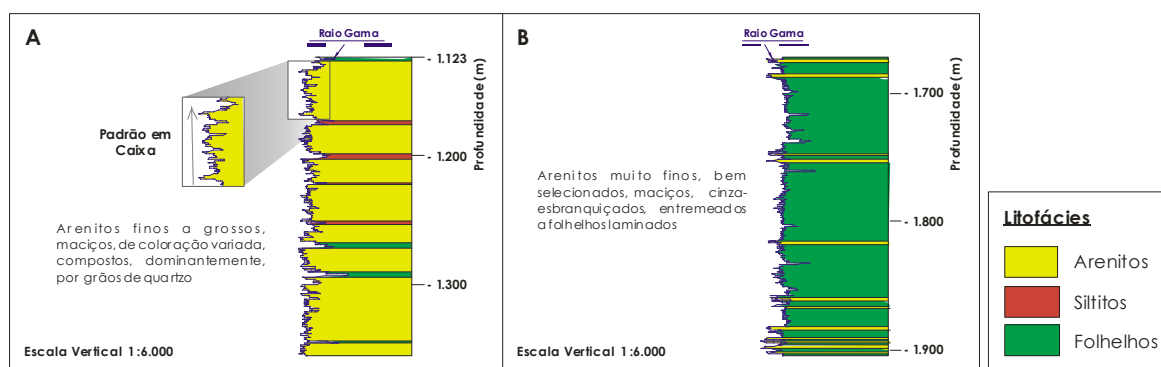 A
Raio Gama
- 1.123
- 1.200
- 1.300
Profundidade (m)
Padrão em
Caixa
Arenitos finos a grossos,
maciços, de coloração variada,
compostos, dominantemente,
por grãos de quartzo
Escala Vertical 1:6.000
B
Raio Gama
- 1.700
- 1.800
- 1.900
Profundidade (m)
Arenitos muito finos, bem
selecionados, maciços, cinza-
esbranquiçados, entremeados
a folhelhos laminados
Escala Vertical 1:6.000
Litofácies
Arenitos
Siltitos
Folhelhos